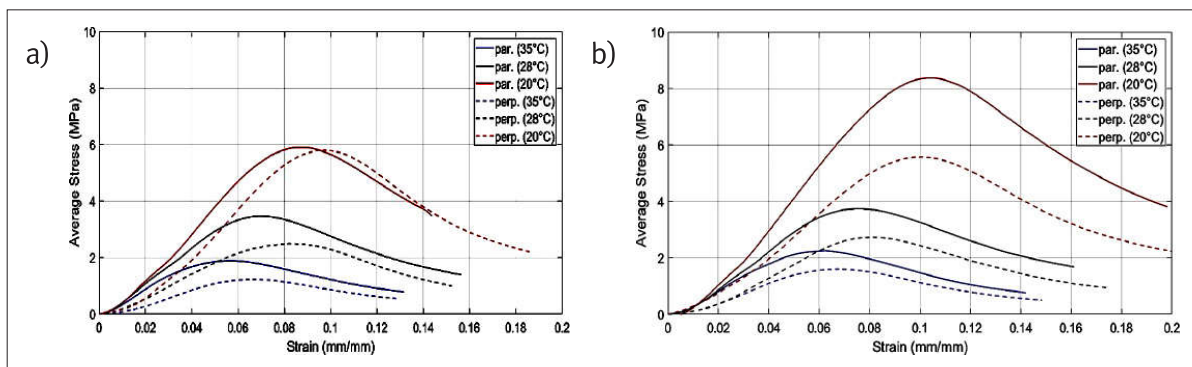 a)
10
8
6
4
2
0
Average Stress (MPa)
par. (35°C)
par. (28°C)
par. (20°C)
perp. (35°C)
perp. (28°C)
perp. (20°C)
0 0.02 0.04 0.06 0.08 0.1 0.12 0.14 0.16 0.18 0.2
Strain (mm/mm)
b)
10
8
6
4
2
0
Average Stress (MPa)
par. (35°C)
par. (28°C)
par. (20°C)
perp. (35°C)
perp. (28°C)
perp. (20°C)
0 0.02 0.04 0.06 0.08 0.1 0.12 0.14 0.16 0.18 0.2
Strain (mm/mm)